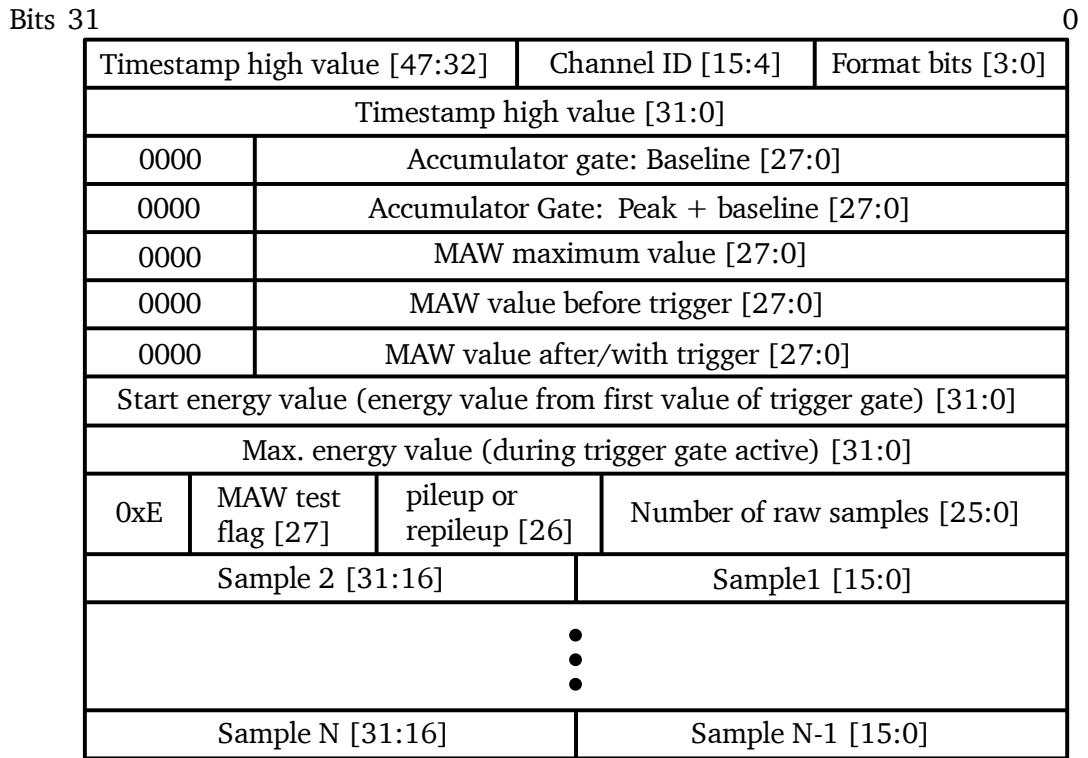 Bits 31 0
Timestamp high value [47:32] Channel ID [15:4] Format bits [3:0]
Timestamp high value [31:0]
0000 Accumulator gate: Baseline [27:0]
0000 Accumulator Gate: Peak + baseline [27:0]
0000 MAW maximum value [27:0]
0000 MAW value before trigger [27:0]
0000 MAW value after/with trigger [27:0]
Start energy value (energy value from first value of trigger gate) [31:0]
Max. energy value (during trigger gate active) [31:0]
0xE
MAW test
flag [27]
pileup or
repileup [26]
Number of raw samples [25:0]
Sample 2 [31:16] Sample1 [15:0]
Sample N [31:16] Sample N-1 [15:0]